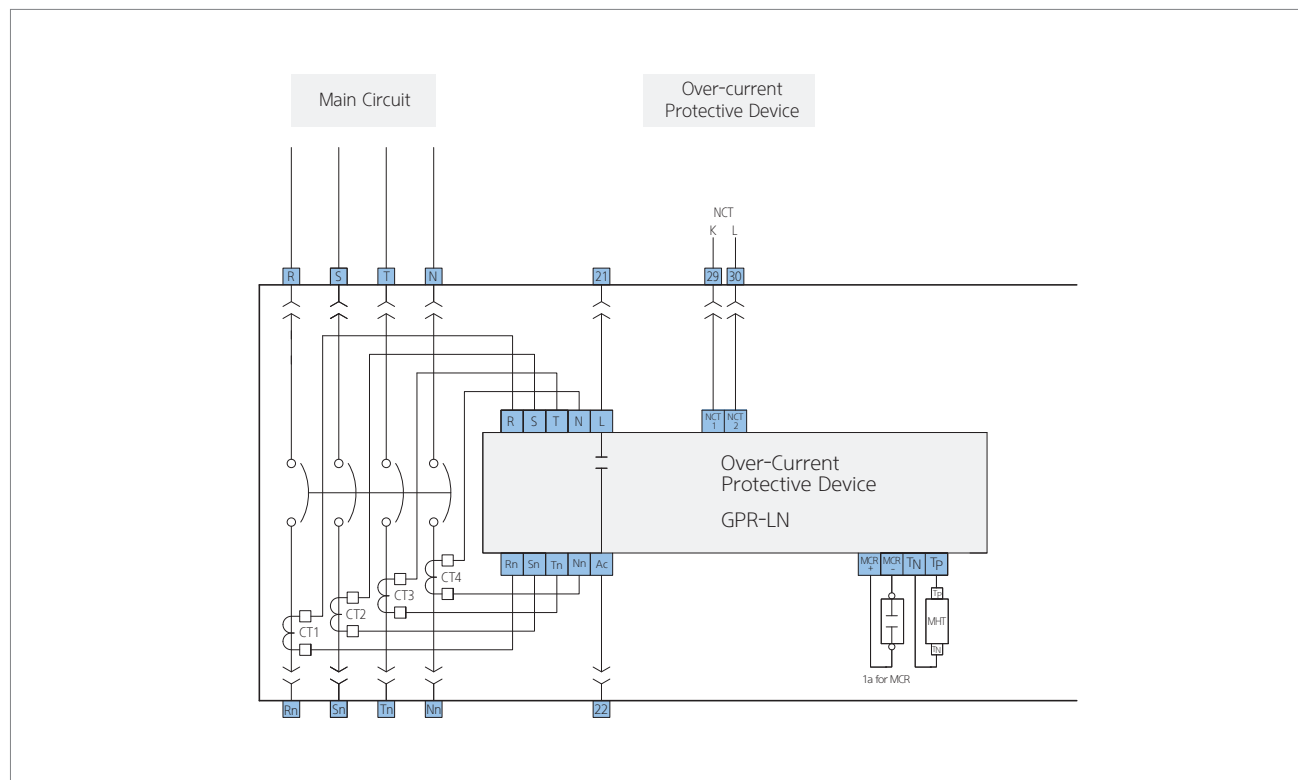 Main Circuit
Over-current
Protective Device
NCT
K L
R S T N 21 29 30
R S T N L NCT 1 NCT 2
Over-Current
Protective Device
GPR-LN
Rn Sn Tn Nn Ac MCR + MCR - TN TP
CT4
CT3
CT2
CT1
TP
MHT
TN
1a for MCR
Rn Sn Tn Nn 22